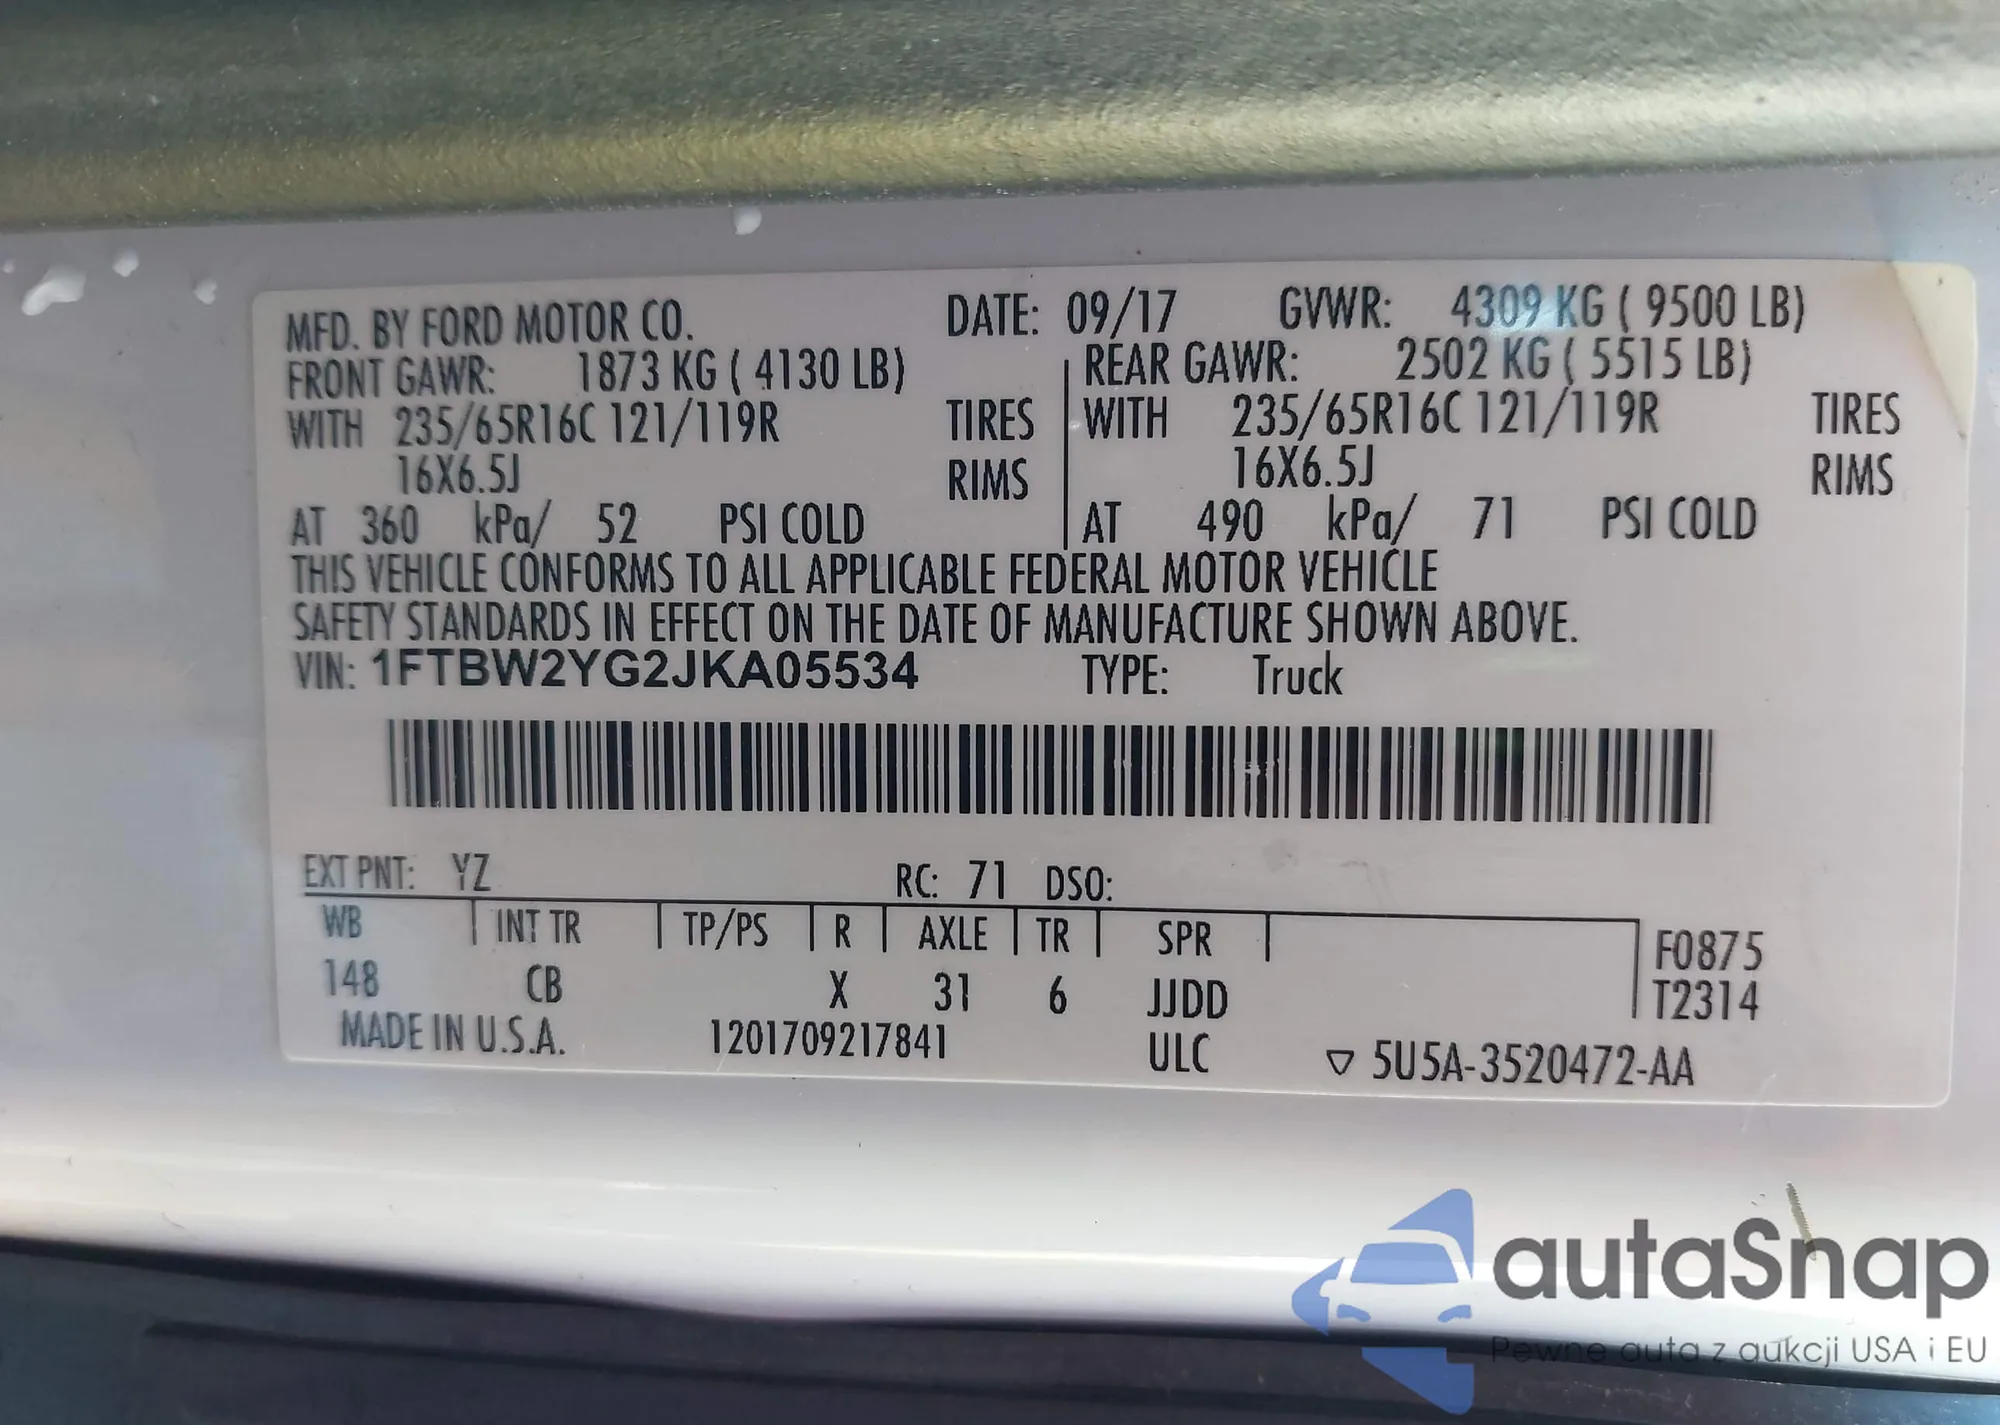 MFD. BY FORD MOTOR CO. DATE: 09/17 GVWR: 4309 KG ( 9500 LB)
FRONT GAWR: 1873 KG ( 4130 LB) REAR GAWR: 2502 KG ( 5515 LB)
WITH 235/65R16C 121/119R TIRES WITH 235/65R16C 121/119R TIRES
16X6.5J RIMS 16X6.5J RIMS
AT 360 kPa/ 52 PSI COLD AT 490 kPa/ 71 PSI COLD
THIS VEHICLE CONFORMS TO ALL APPLICABLE FEDERAL MOTOR VEHICLE
SAFETY STANDARDS IN EFFECT ON THE DATE OF MANUFACTURE SHOWN ABOVE.
VIN: 1FTBW2YG2JKA05534 TYPE: Truck
EXT PNT: YZ RC: 71 DSO:
WB INT TR TP/PS R AXLE TR SPR F0875
148 CB X 31 6 JJDD T2314
MADE IN U.S.A. 1201709217841 ULC ▽ 5U5A-3520472-AA
autaSnap
Pewne auta z aukcji USA i EU